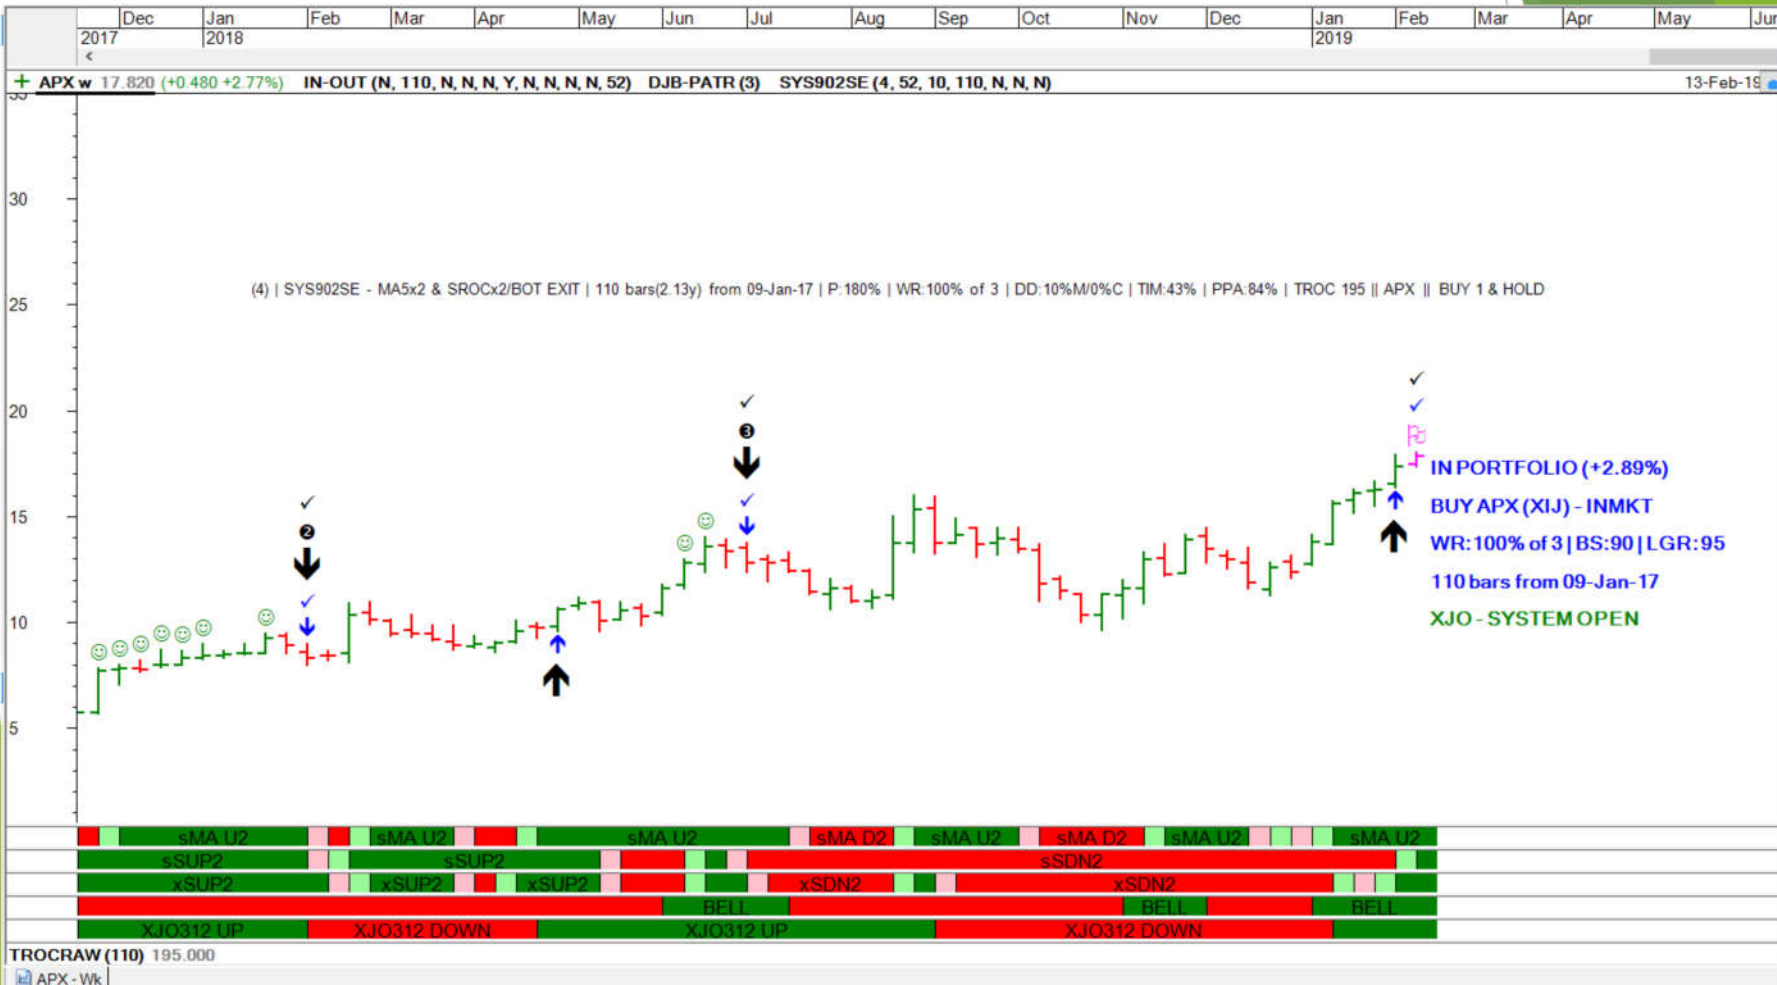 Dec Jan Feb Mar Apr May Jun Jul Aug Sep Oct Nov Dec Jan Feb Mar Apr May Jun
2017 2018 2019
<
+ APX w 17.820 (+0.480 +2.77%) IN-OUT (N, 110, N, N, N, Y, N, N, N, N, 52) DJB-PATR (3) SYS902SE (4, 52, 10, 110, N, N, N) 13-Feb-19
35
30
(4) | SYS902SE - MA5x2 & SROCx2/BOT EXIT | 110 bars(2.13y) from 09-Jan-17 | P:180% | WR:100% of 3 | DD:10%M/0%C | TIM:43% | PPA:84% | TROC 195 || APX || BUY 1 & HOLD
25
20
3
IN PORTFOLIO (+2.89%)
BUY APX (XIJ) - INMKT
15
2
WR:100% of 3 | BS:90 | LGR:95
110 bars from 09-Jan-17
10
XJO - SYSTEM OPEN
5
sMA U2 sMA U2 sMA U2 sMA D2 sMA U2 sMA D2 sMA U2 sMA U2
sSUP2 sSUP2 sSDN2
xSUP2 xSUP2 xSUP2 xSDN2 xSDN2
BELL BELL BELL
XJO312 UP XJO312 DOWN XJO312 UP XJO312 DOWN
TROCRAW (110) 195.000
APX - Wk